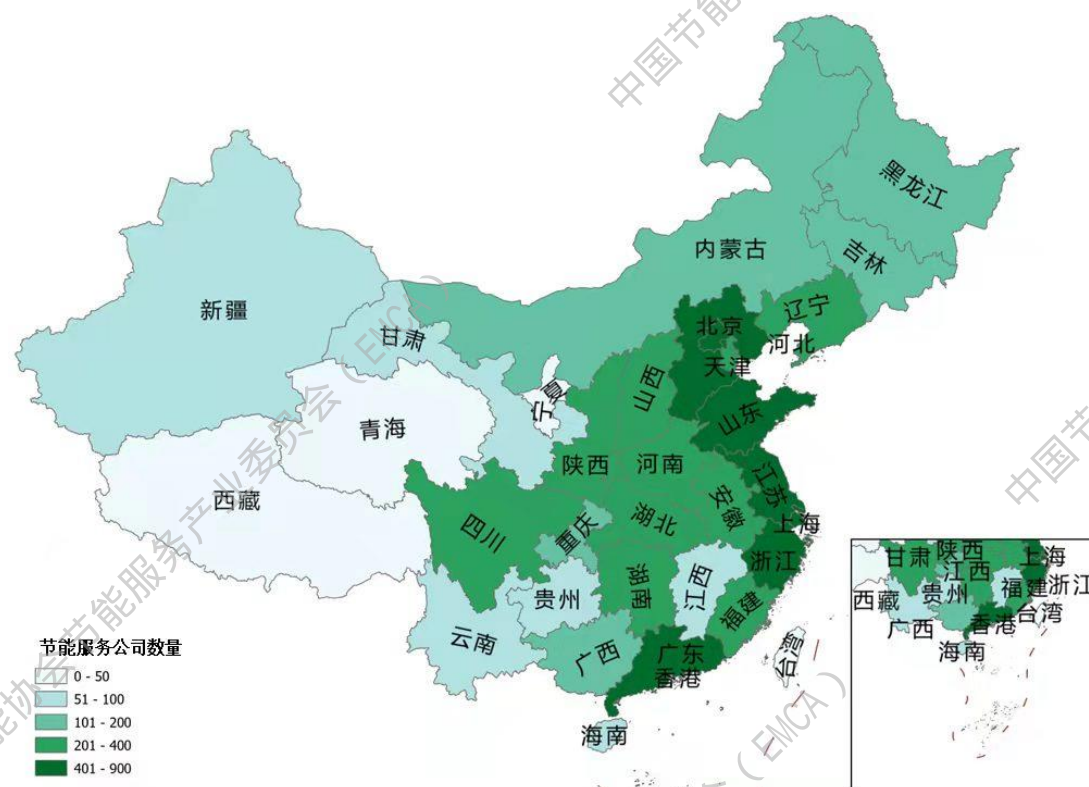 中国节能
黑龙江
内蒙古
吉林
新疆
辽宁
北京
甘肃
河北
天津
山西
宁夏
山东
青海
中国节
陕西
河南
江苏
西藏
安徽
湖北
四川
重庆
上海
浙江
湖南
江西
贵州
福建
云南
广西
广东
台湾
香港
海南
甘肃
陕西
上海
江西
西藏
贵州
福建
浙江
广西
香港
台湾
海南
节能服务公司数量
0 - 50
51 - 100
101 - 200
201 - 400
401 - 900
能协会节能服务产业委员会（EMCA）
会（EMCA）